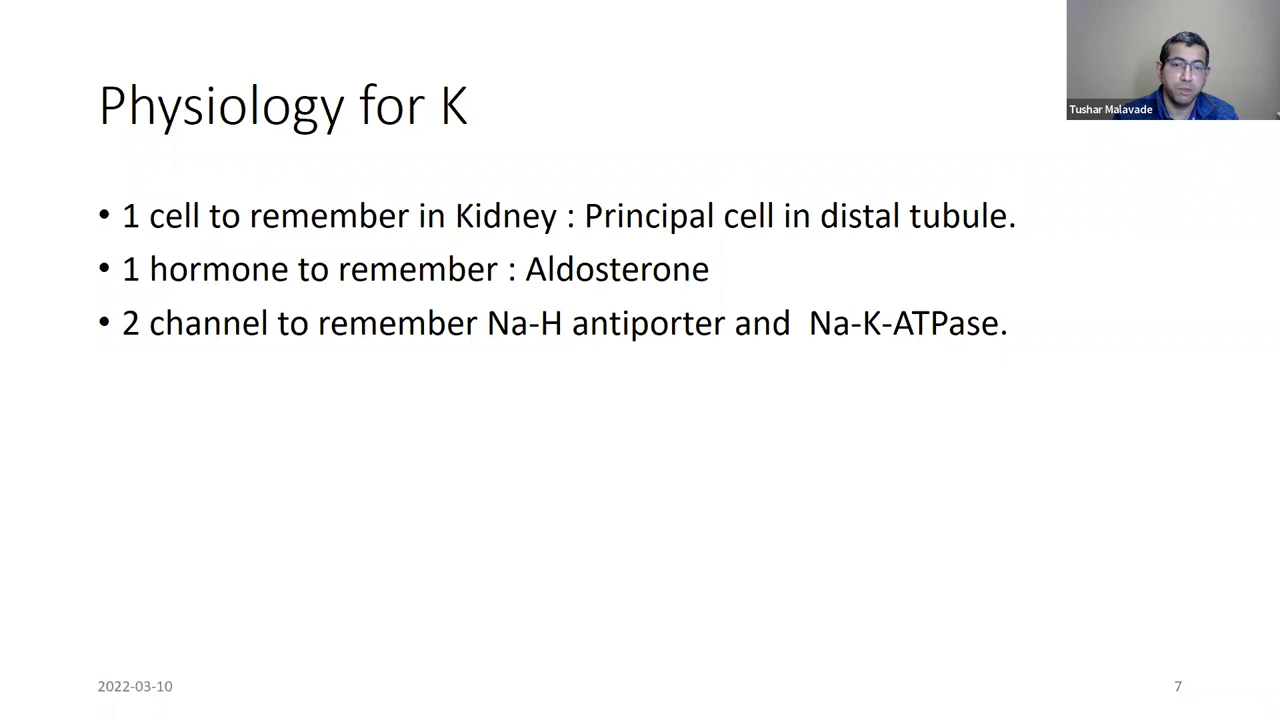 Tushar Malavade
Physiology for K
• 1 cell to remember in Kidney : Principal cell in distal tubule.
• 1 hormone to remember : Aldosterone
• 2 channel to remember Na-H antiporter and  Na-K-ATPase.
2022-03-10
7